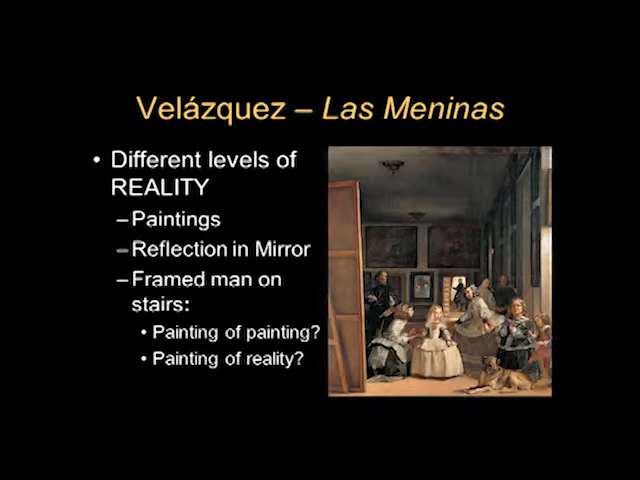 Velázquez – Las Meninas
• Different levels of
REALITY
–Paintings
–Reflection in Mirror
–Framed man on
stairs:
• Painting of painting?
• Painting of reality?